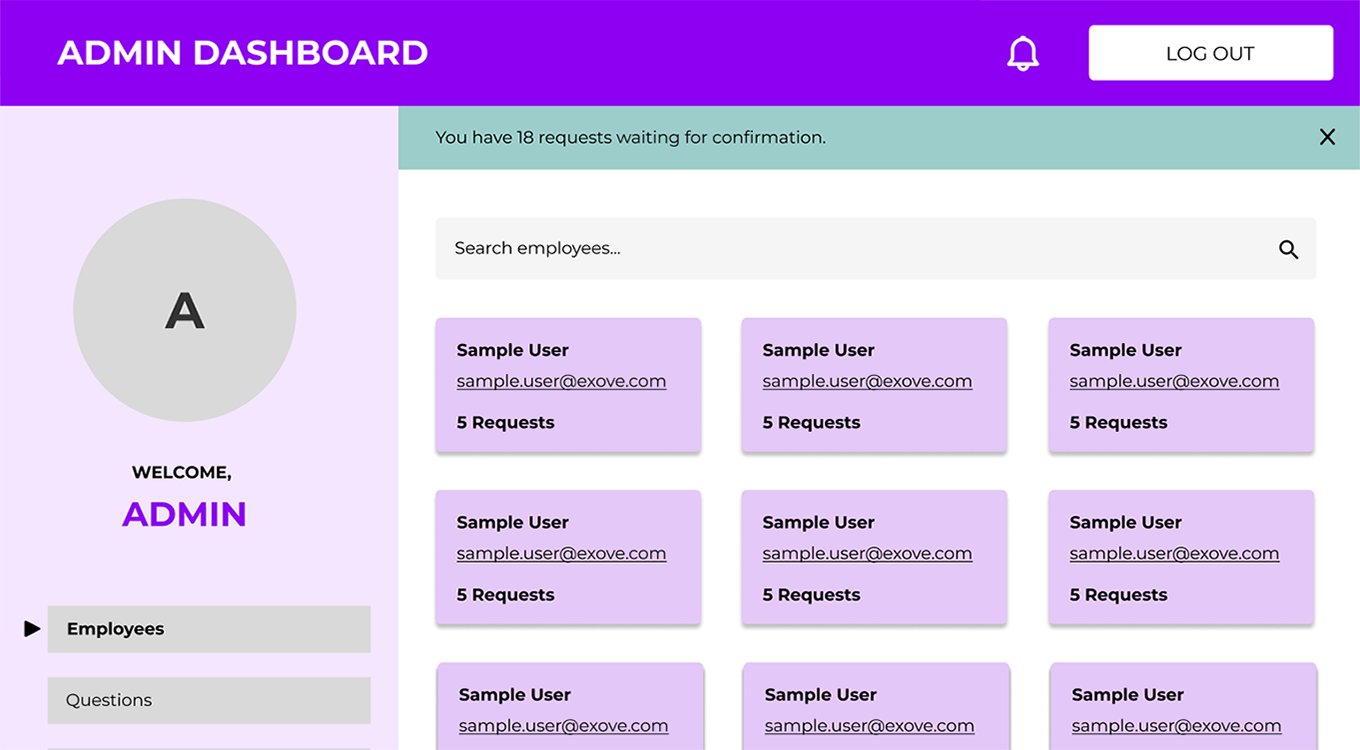 ADMIN DASHBOARD
LOG OUT
You have 18 requests waiting for confirmation.
A
WELCOME,
ADMIN
Employees
Questions
Search employees...
Sample User
sample.user@exove.com
5 Requests
Sample User
sample.user@exove.com
5 Requests
Sample User
sample.user@exove.com
5 Requests
Sample User
sample.user@exove.com
5 Requests
Sample User
sample.user@exove.com
5 Requests
Sample User
sample.user@exove.com
5 Requests
Sample User
sample.user@exove.com
Sample User
sample.user@exove.com
Sample User
sample.user@exove.com